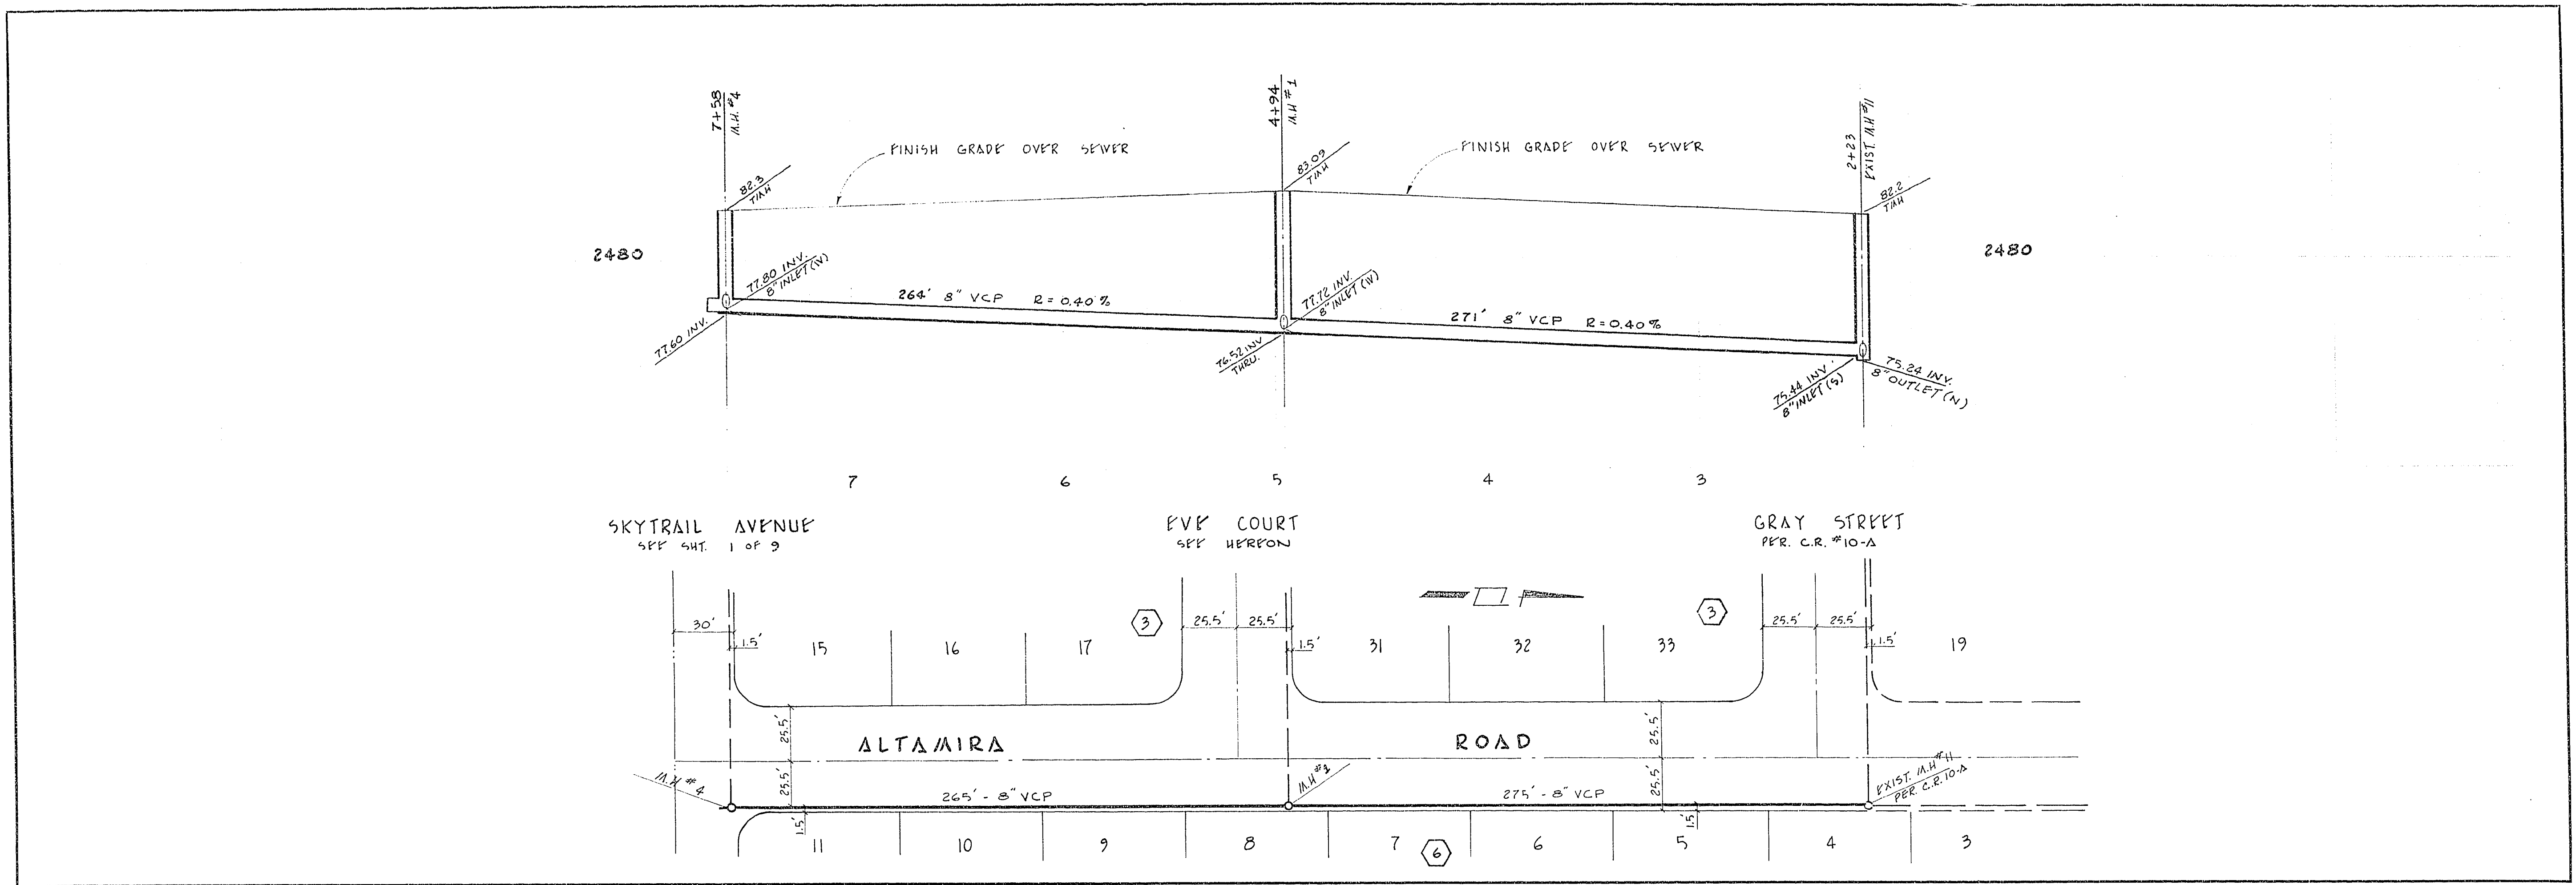 7+58
M.H. #4
4+94
M.H #1
2+23
EXIST. M.H #11
FINISH GRADE OVER SEWER
FINISH GRADE OVER SEWER
82.3
TMH
83.09
TMH
82.2
TMH
2480
2480
77.80 INV.
8" INLET (W)
264' 8" VCP R = 0.40 %
77.72 INV.
8" INLET (W)
271' 8" VCP R = 0.40 %
77.60 INV.
76.52 INV
THRU.
75.44 INV.
8" INLET (S)
75.24 INV.
8" OUTLET (N)
7 6 5 4 3
SKYTRAIL AVENUE
SEE SHT. 1 OF 9
EVE COURT
SEE HEREON
GRAY STREET
PER. C.R. #10-A
30'
1.5'
15 16 17
3
25.5' 25.5'
1.5'
31 32 33
3
25.5' 25.5'
1.5'
19
25.5'
25.5'
ALTAMIRA ROAD
25.5'
25.5'
M.H # 4
265' - 8" VCP
M.H #1
275' - 8" VCP
EXIST. M.H #11
PER. C.R. 10-A
1.5'
1.5'
11 10 9 8 7 6 6 5 4 3